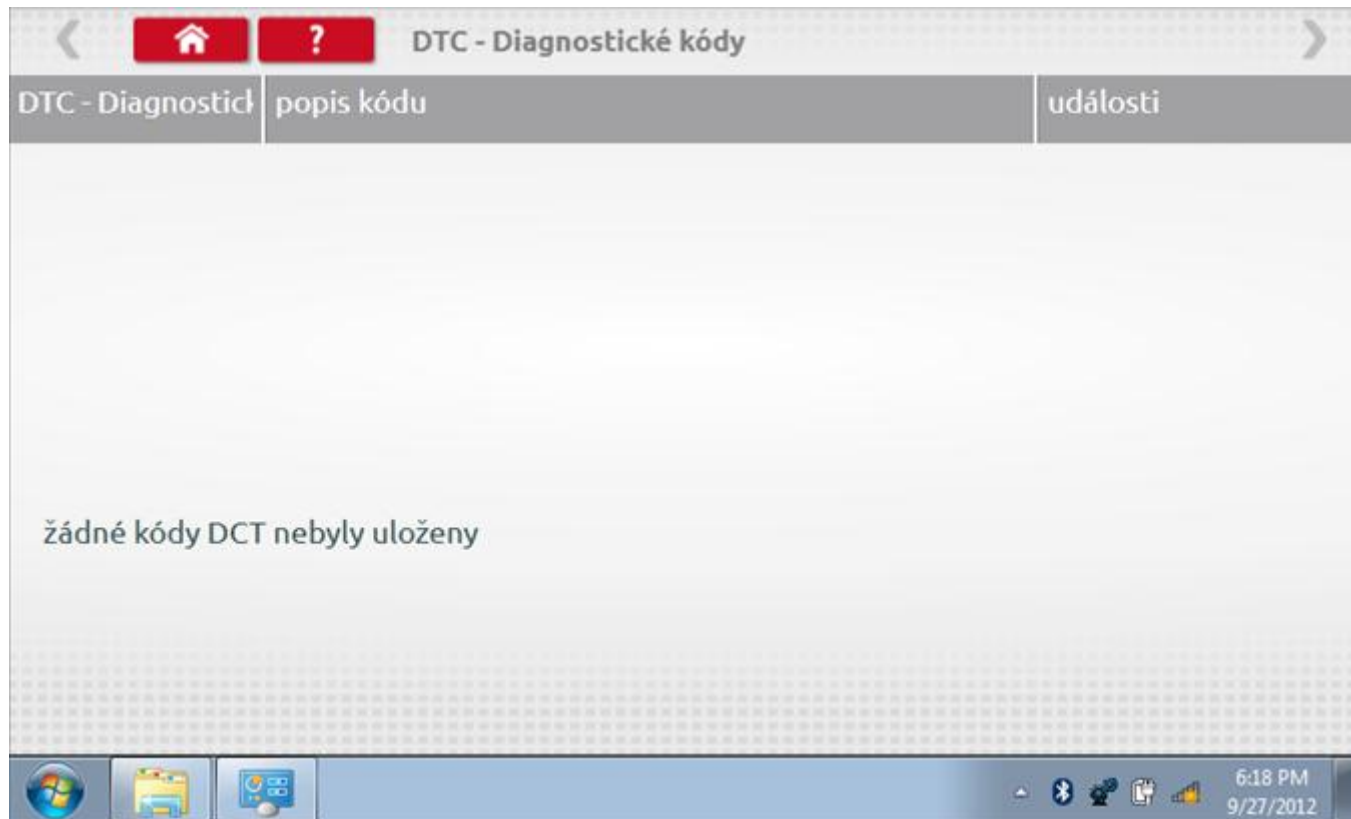 ? DTC - Diagnostické kódy
DTC - Diagnostick popis kódu události
žádné kódy DCT nebyly uloženy
6:18 PM
9/27/2012